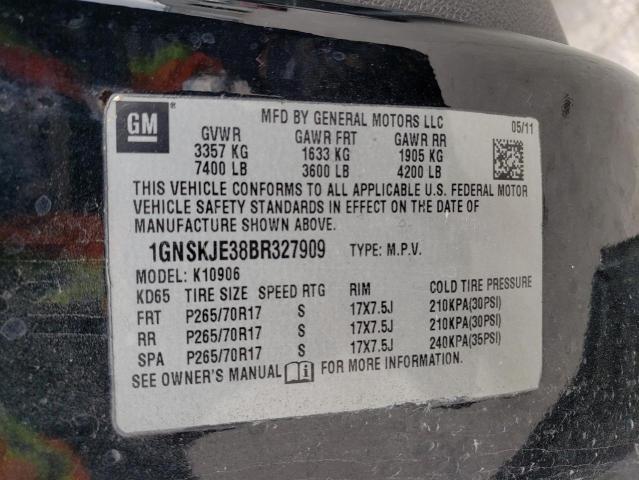 GM ® MFD BY GENERAL MOTORS LLC 05/11
GVWR GAWR FRT GAWR RR
3357 KG 1633 KG 1905 KG
7400 LB 3600 LB 4200 LB
THIS VEHICLE CONFORMS TO ALL APPLICABLE U.S. FEDERAL MOTOR
VEHICLE SAFETY STANDARDS IN EFFECT ON THE DATE OF
MANUFACTURE SHOWN ABOVE.
1GNSKJE38BR327909 TYPE: M.P.V.
MODEL: K10906
KD65 TIRE SIZE SPEED RTG RIM COLD TIRE PRESSURE
FRT P265/70R17 S 17X7.5J 210KPA(30PSI)
RR P265/70R17 S 17X7.5J 210KPA(30PSI)
SPA P265/70R17 S 17X7.5J 240KPA(35PSI)
SEE OWNER'S MANUAL i FOR MORE INFORMATION.